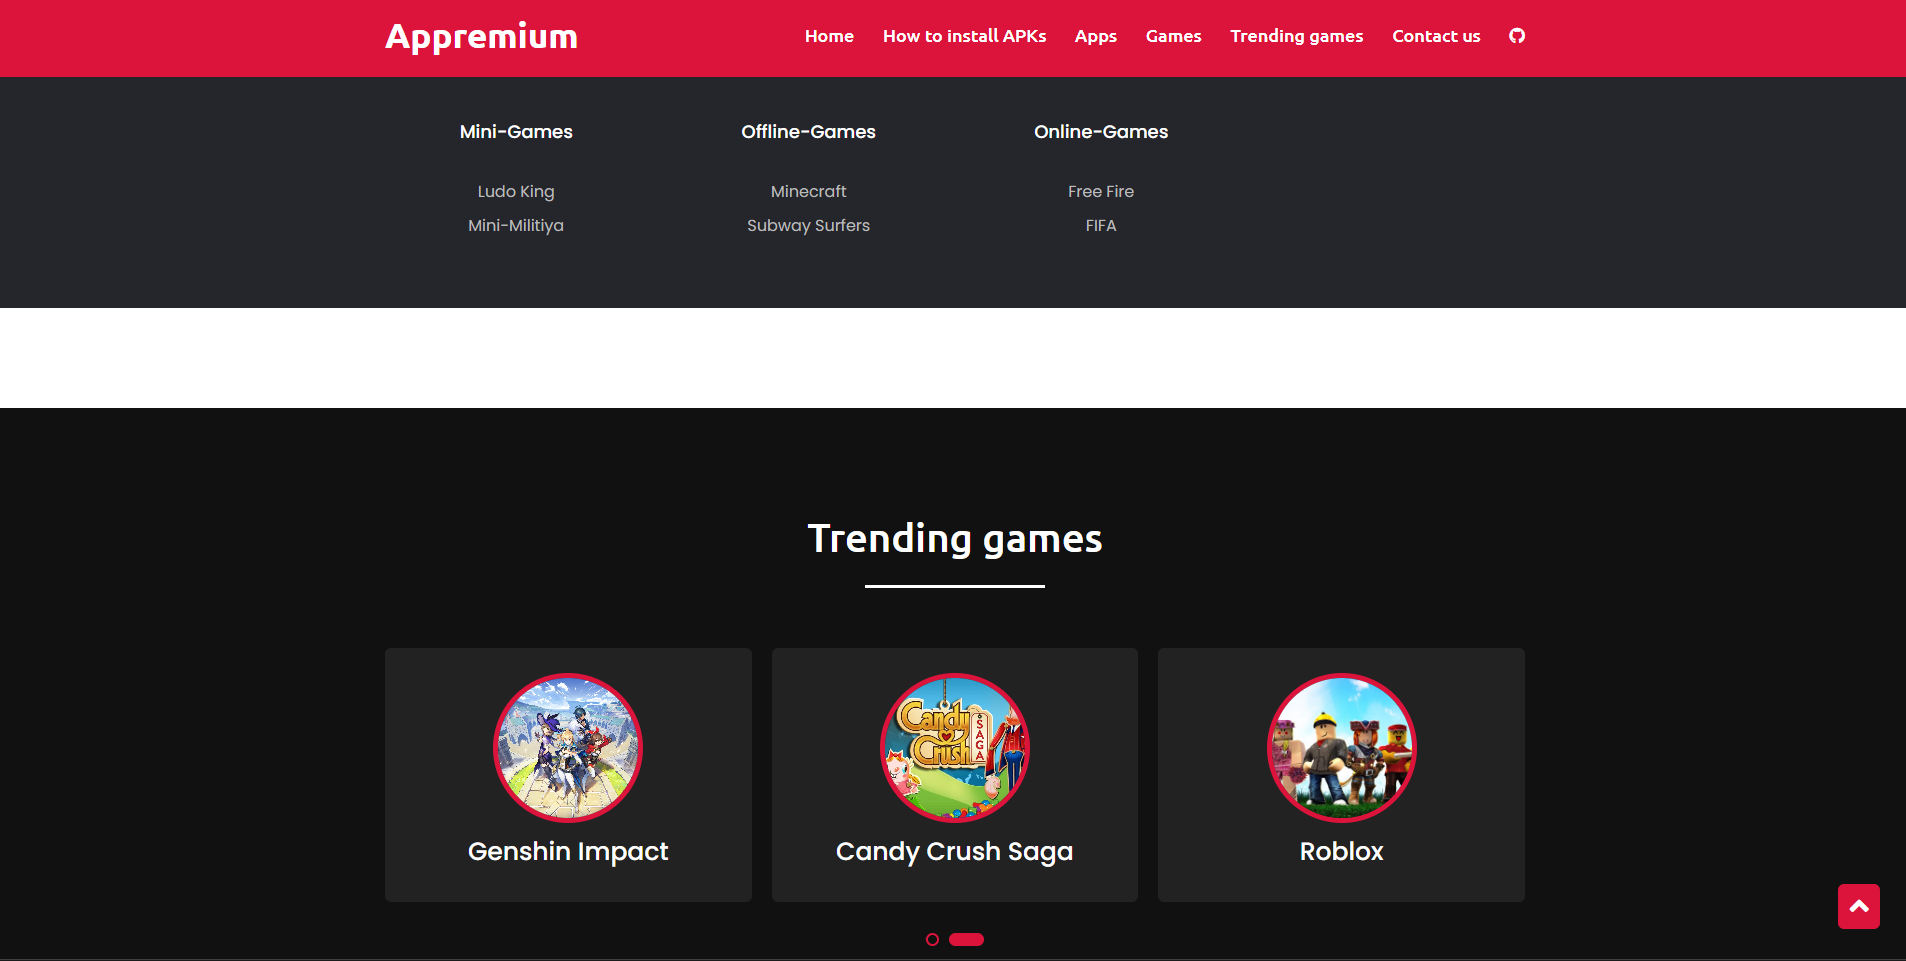 Appremium
Home How to install APKs Apps Games Trending games Contact us
Mini-Games Offline-Games Online-Games
Ludo King Minecraft Free Fire
Mini-Militiya Subway Surfers FIFA
Trending games
Candy
Crush
SAGA
Genshin Impact Candy Crush Saga Roblox